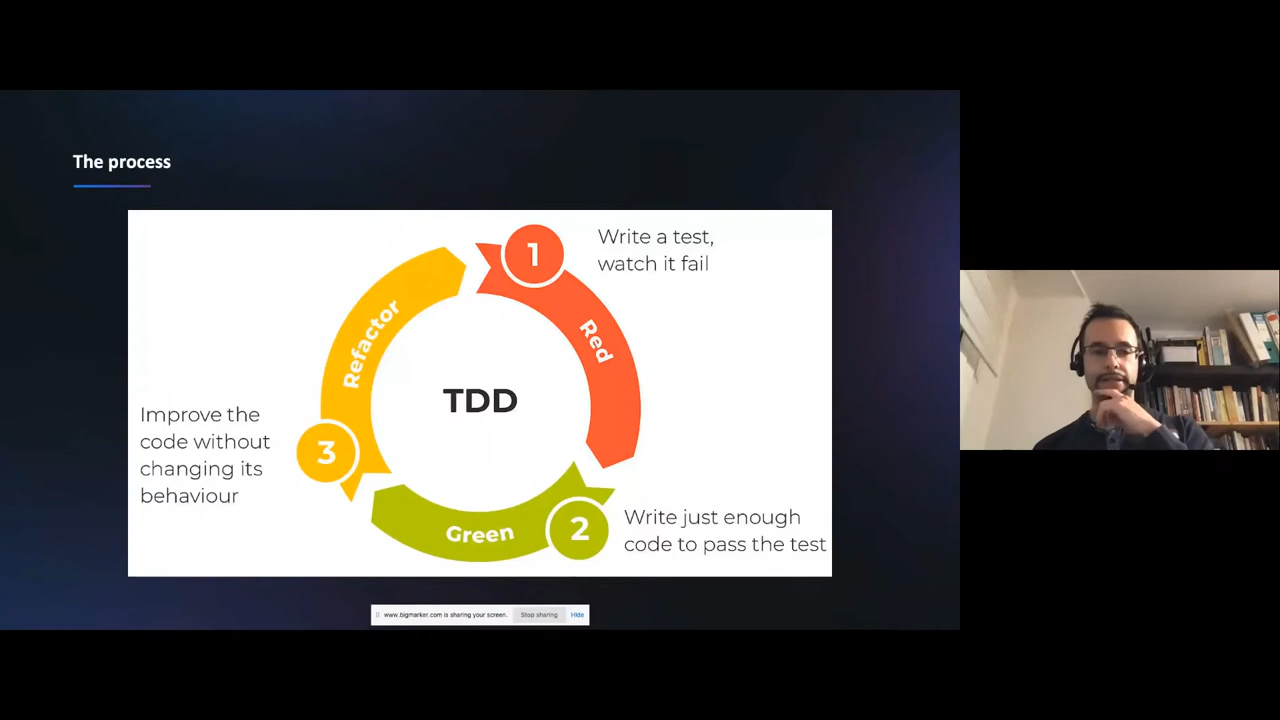 The process
1
Write a test,
watch it fail
Red
Refactor
TDD
Improve the
code without
changing its
behaviour
3
Green
2
Write just enough
code to pass the test
www.bigmarker.com is sharing your screen.
Stop sharing
Hide